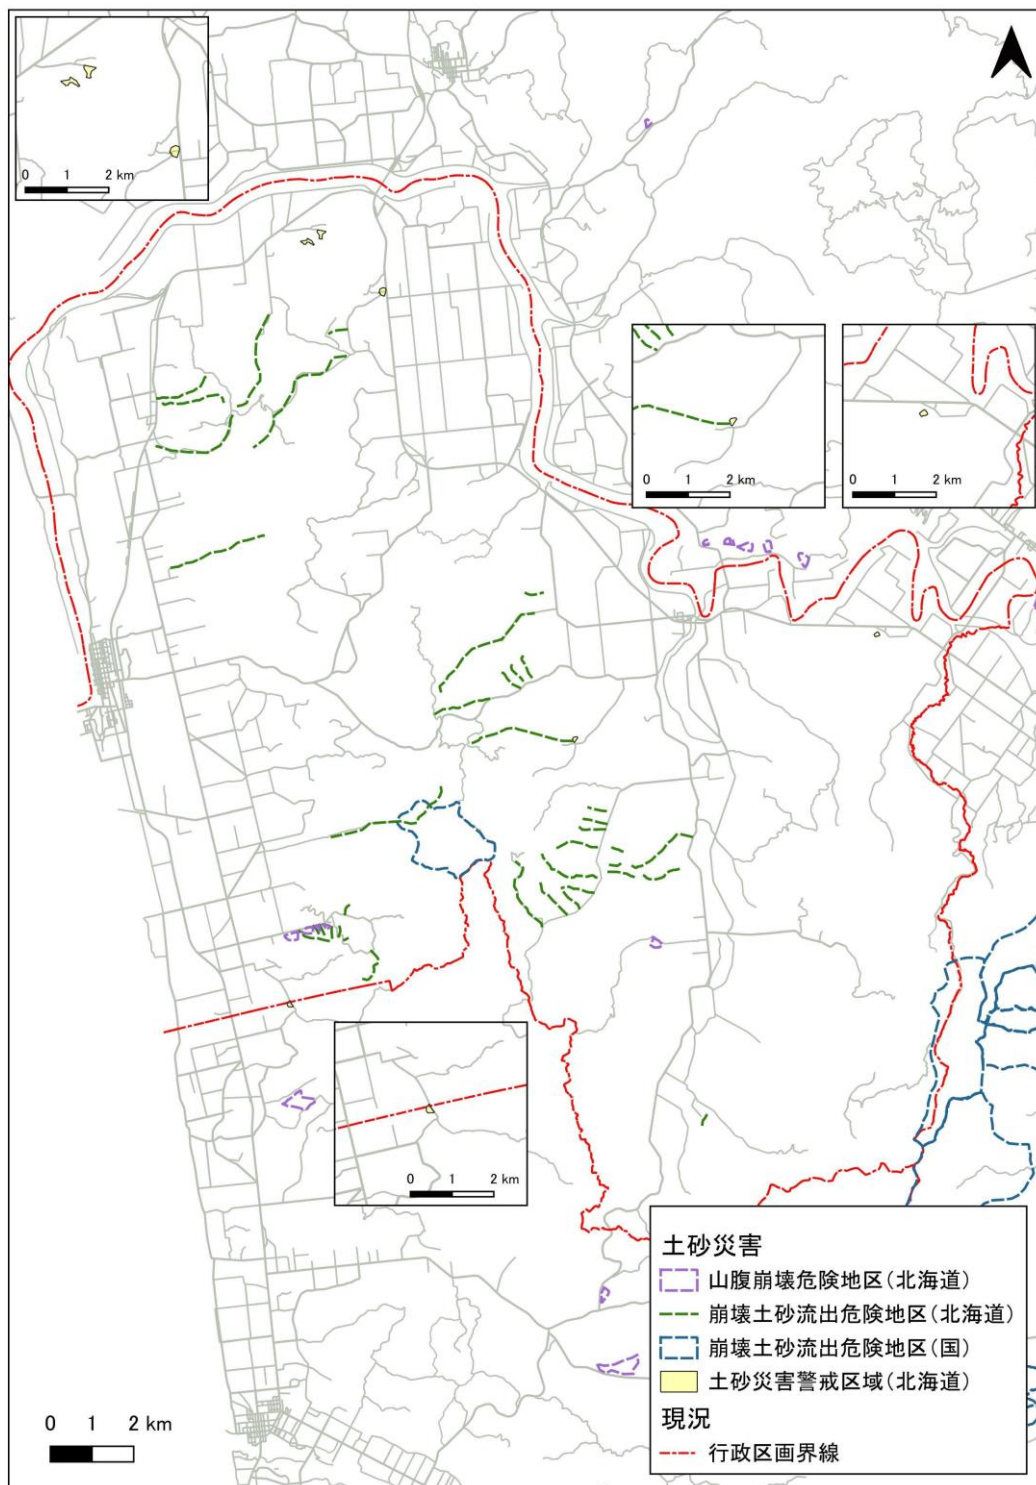 0 1 2 km
0 1 2 km
0 1 2 km
0 1 2 km
土砂災害
山腹崩壊危険地区(北海道)
崩壊土砂流出危険地区(北海道)
崩壊土砂流出危険地区(国)
土砂災害警戒区域(北海道)
現況
行政区画界線
0 1 2 km